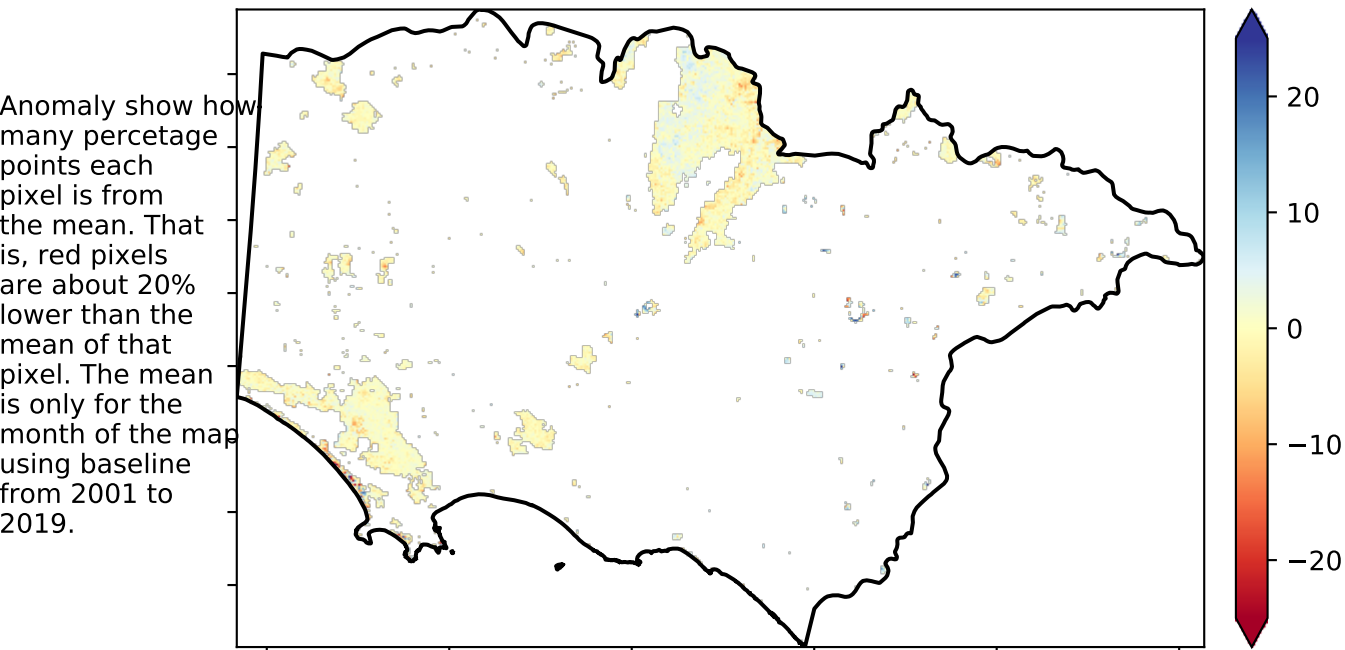 Anomaly show how
many percetage
points each
pixel is from
the mean. That
is, red pixels
are about 20%
lower than the
mean of that
pixel. The mean
is only for the
month of the map
using baseline
from 2001 to
2019.
20
10
0
−10
−20